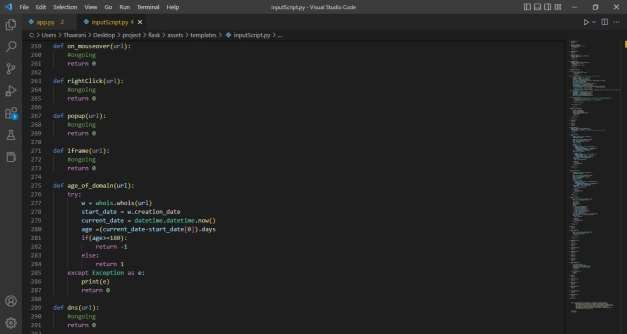 File Edit Selection View Go Run Terminal Help
inputScript.py - Visual Studio Code
app.py 2 inputScript.py 4
C: > Users > Thaarani > Desktop > project > flask > assets > templates > inputScript.py > ...
259 def on_mouseover(url):
260 #ongoing
261 return 0
262
263 def rightClick(url):
264 #ongoing
265 return 0
266
267 def popup(url):
268 #ongoing
269 return 0
270
271 def iframe(url):
272 #ongoing
273 return 0
274
275 def age_of_domain(url):
276 try:
277 w = whois.whois(url)
278 start_date = w.creation_date
279 current_date = datetime.datetime.now()
280 age =(current_date-start_date[0]).days
281 if(age>=180):
282 return -1
283 else:
284 return 1
285 except Exception as e:
286 print(e)
287 return 0
288
289 def dns(url):
290 #ongoing
291 return 0